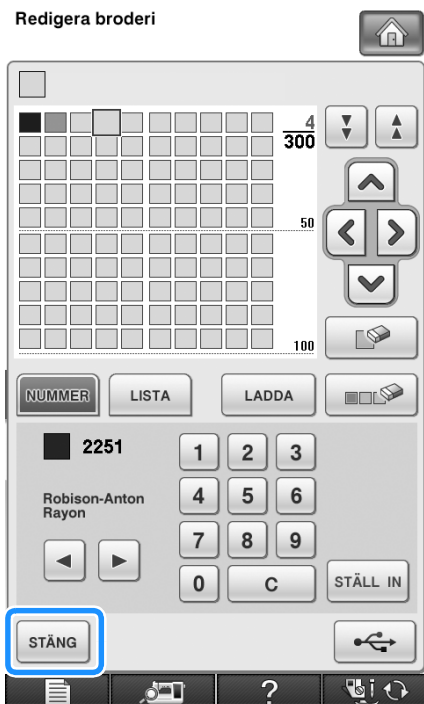 Redigera broderi
4
300
50
100
NUMMER
LISTA
LADDA
2251
Robison-Anton
Rayon
1 2 3
4 5 6
7 8 9
0 C
STÄLL IN
STÄNG
?